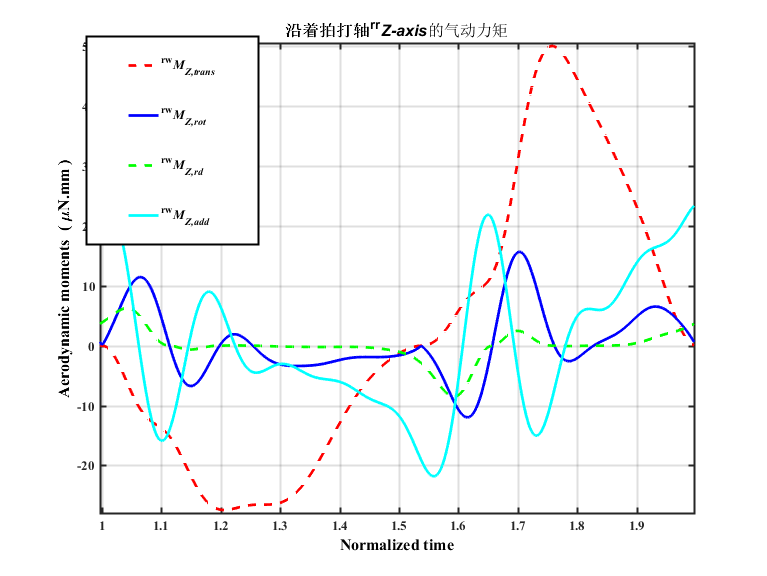 沿着拍打轴rrZ-axis的气动力矩
rwMZ,trans
rwMZ,rot
rwMZ,rd
rwMZ,add
Aerodynamic moments ( μN.mm )
10
0
-10
-20
1 1.1 1.2 1.3 1.4 1.5 1.6 1.7 1.8 1.9
Normalized time